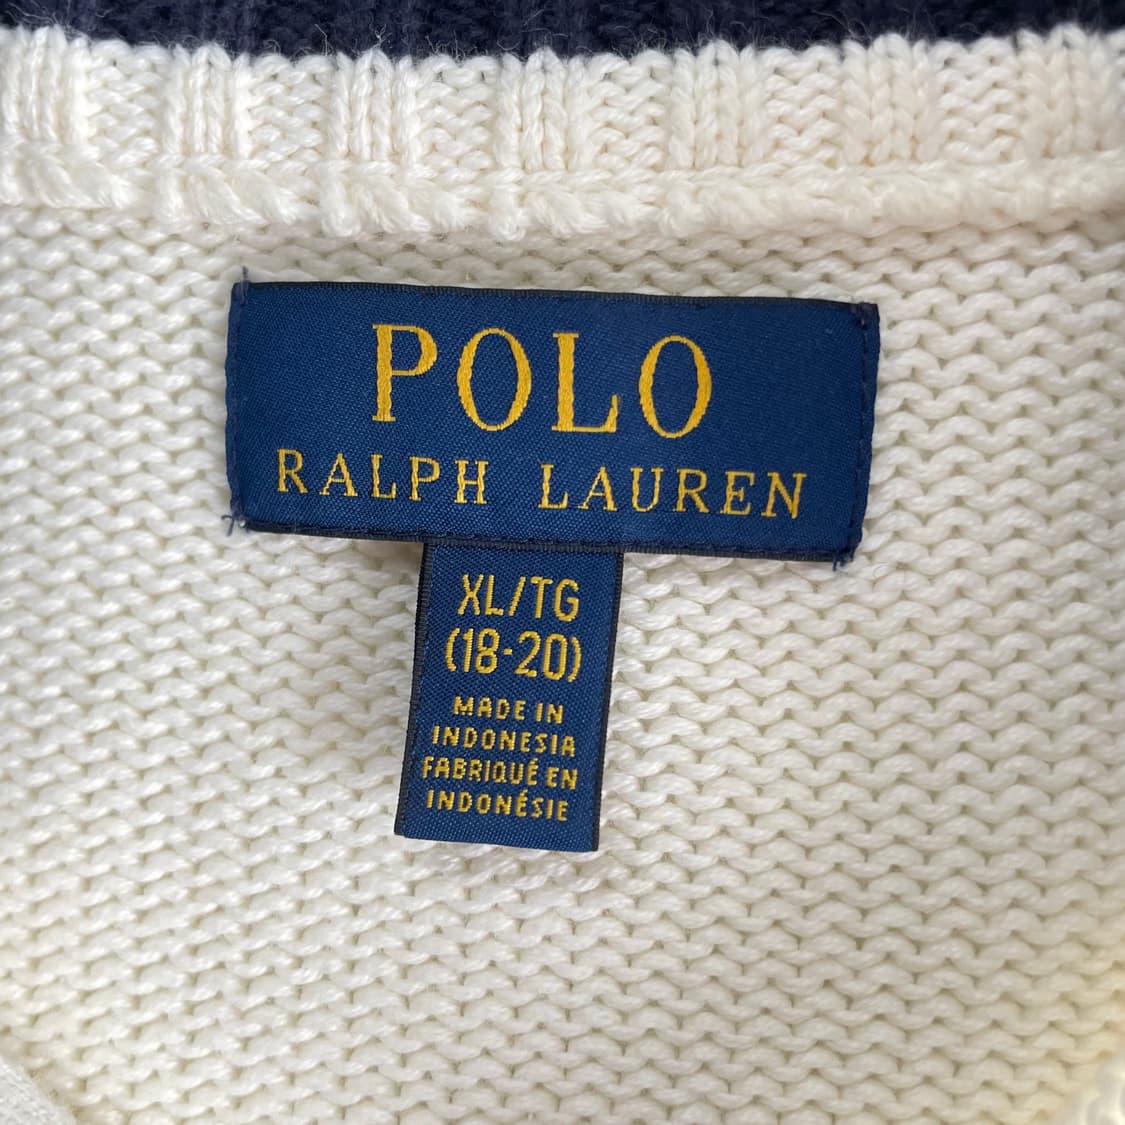 POLO
RALPH LAUREN
XL/TG
(18-20)
MADE IN
INDONESIA
FABRIQUÉ EN
INDONÉSIE